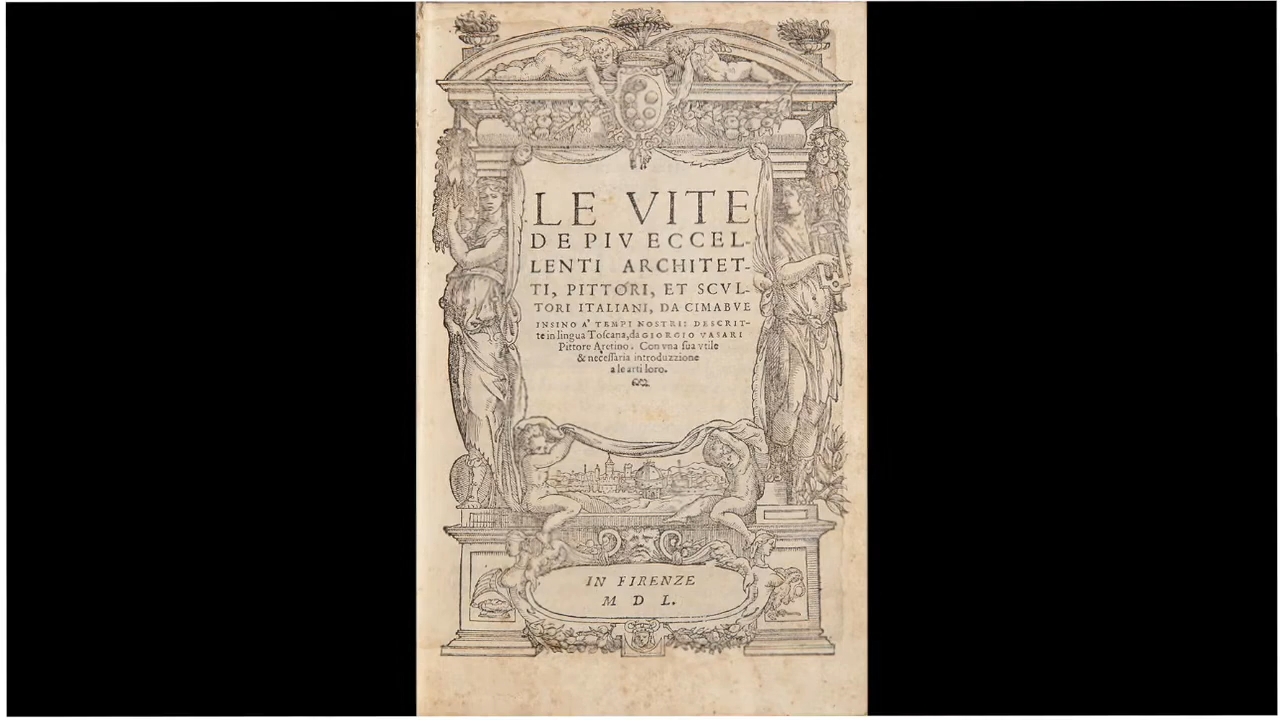 LE VITE
DE PIV ECCEL-
LENTI ARCHITET-
TI, PITTORI, ET SCVL-
TORI ITALIANI, DA CIMABVE
INSINO A' TEMPI NOSTRI: DESCRIT-
te in lingua Toscana, da GIORGIO VASARI
Pittore Aretino. Con vna ſua vtile
& neceſſaria introduzzione
a le arti loro.
IN FIRENZE
M D L.